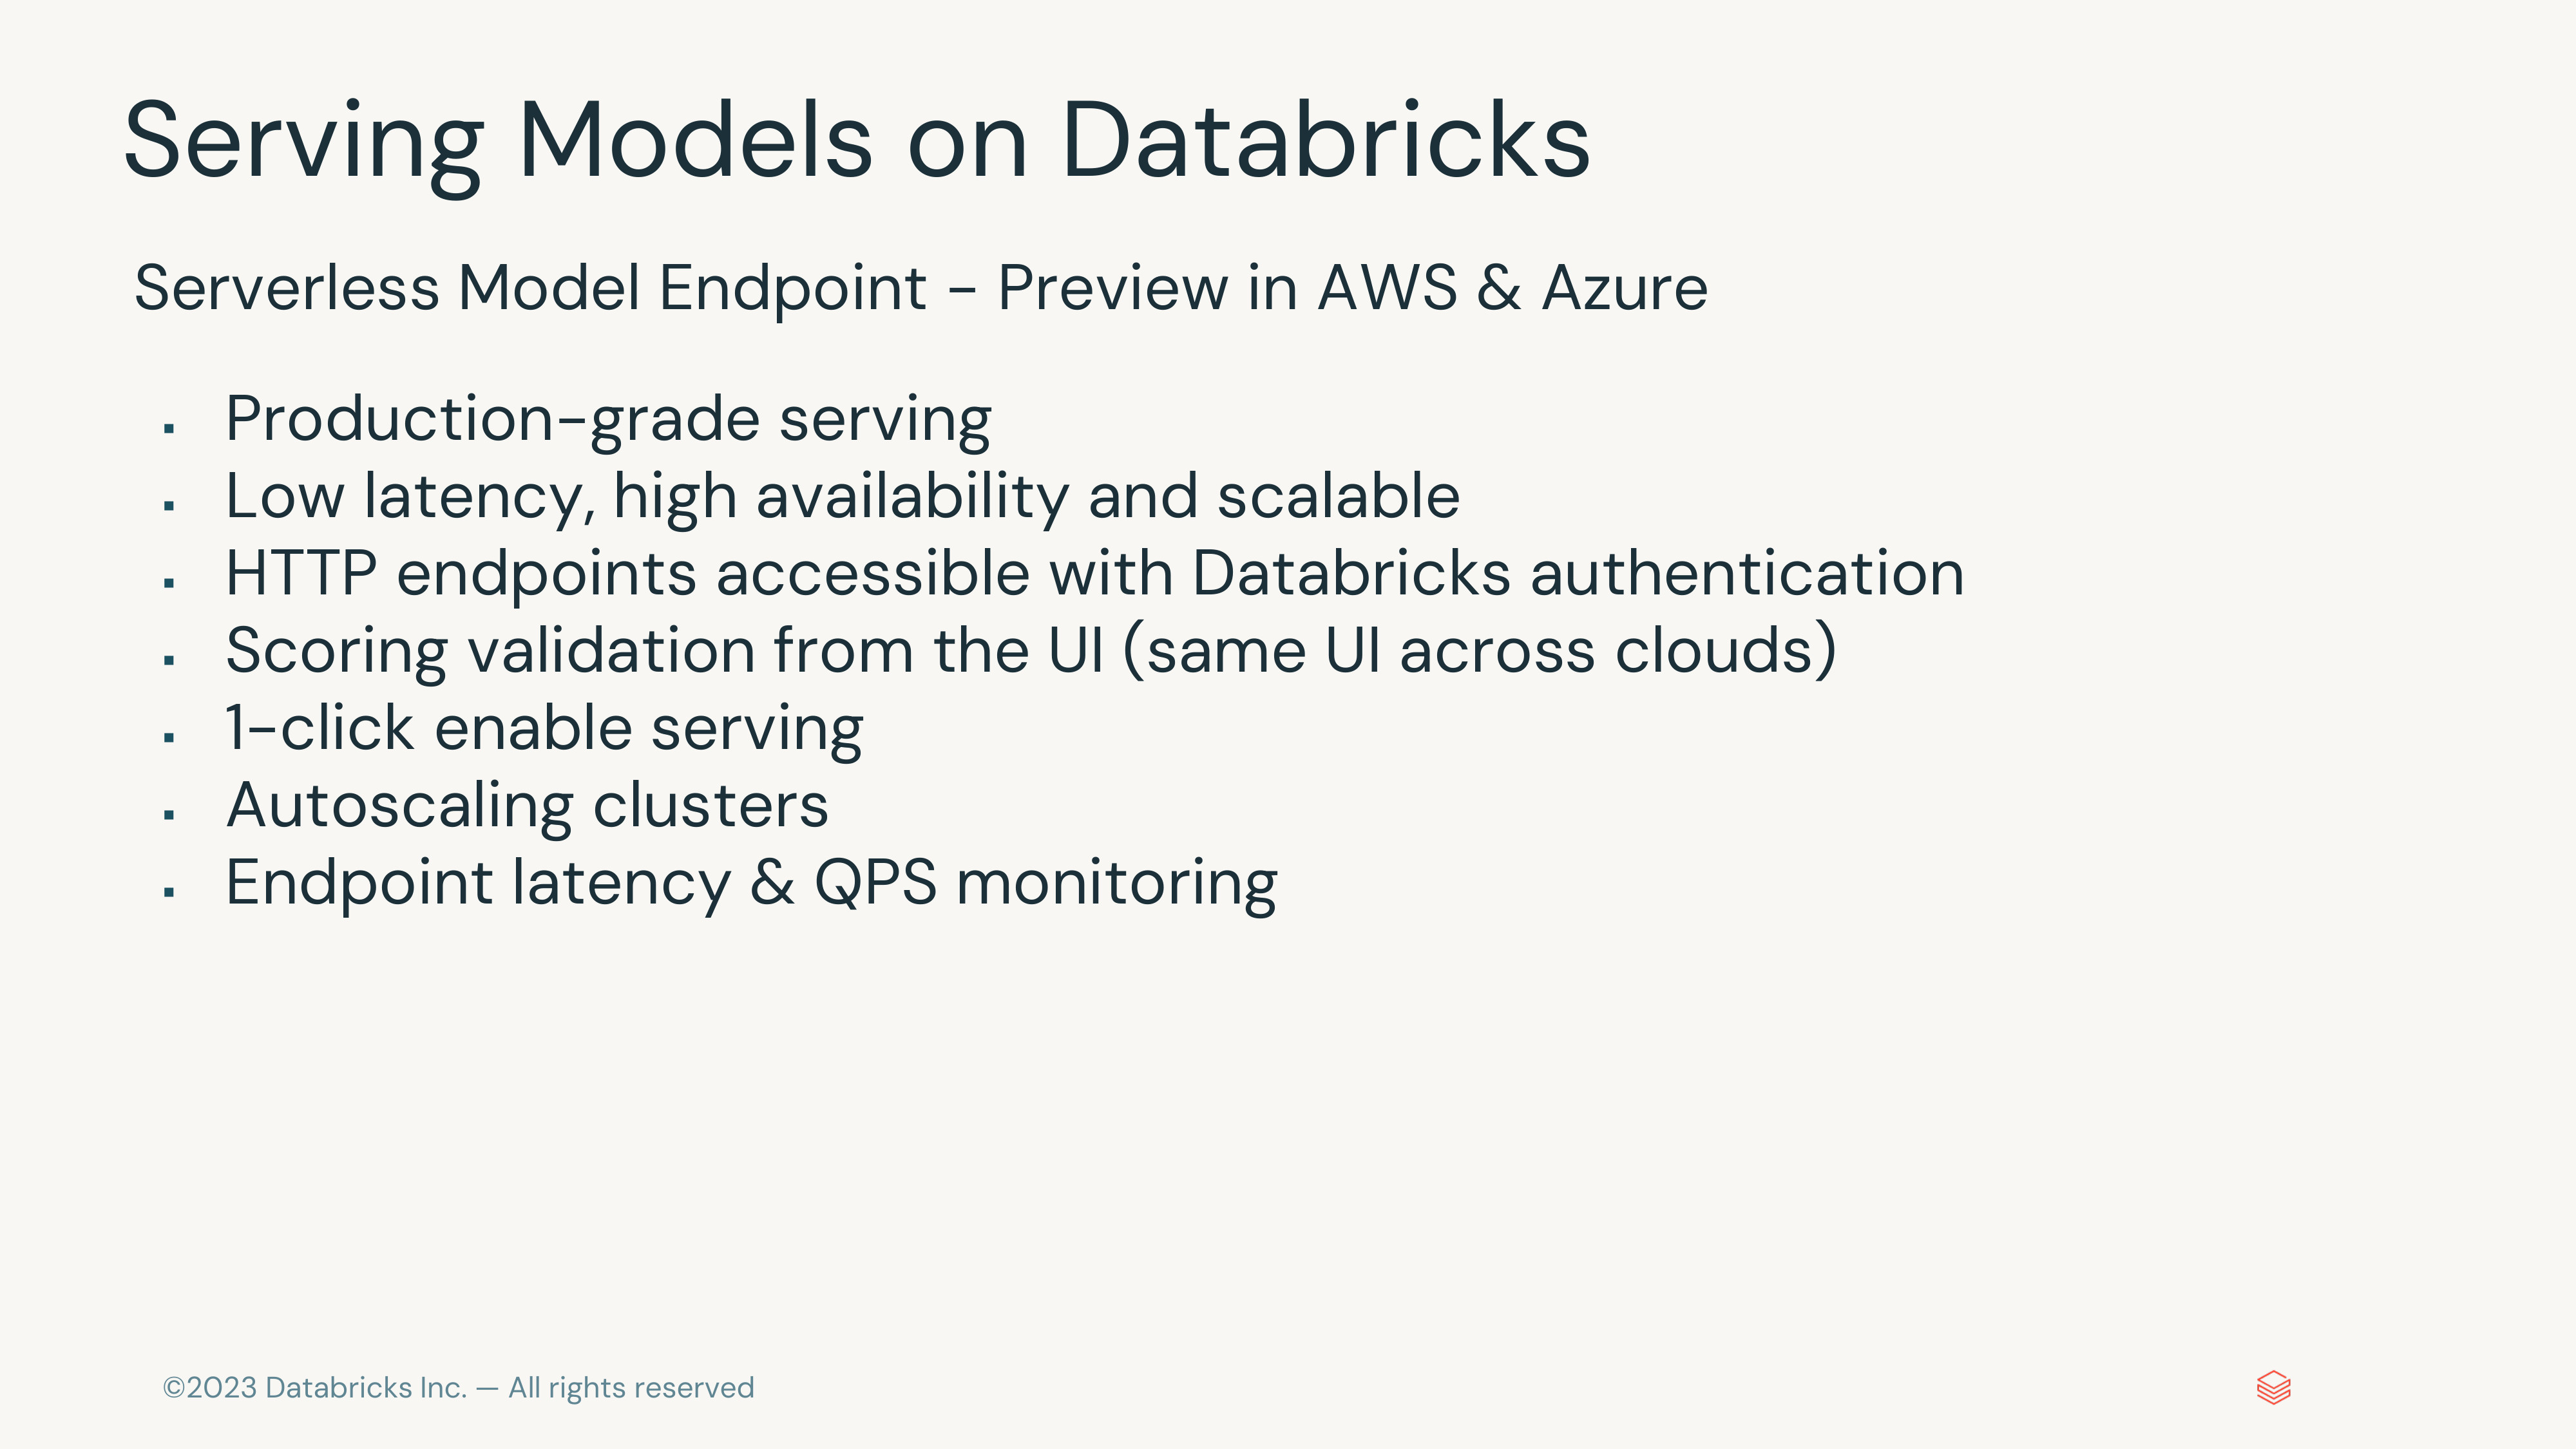 Serving Models on Databricks
Serverless Model Endpoint - Preview in AWS & Azure
▪ Production-grade serving
▪ Low latency, high availability and scalable
▪ HTTP endpoints accessible with Databricks authentication
▪ Scoring validation from the UI (same UI across clouds)
▪ 1-click enable serving
▪ Autoscaling clusters
▪ Endpoint latency & QPS monitoring
©2023 Databricks Inc. — All rights reserved